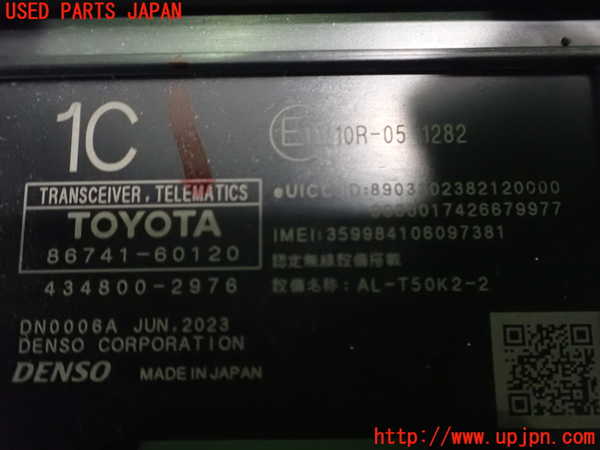 USED PARTS JAPAN
1C
10R-05
1282
TRANSCEIVER, TELEMATICS
TOYOTA
86741-60120
434800-2976
DN0006A JUN, 2023
DENSO CORPORATION
DENSO MADE IN JAPAN
IMEI:359984106097381
認定無線設備搭載
設備名称: AL-T50K2-2
http://www.upjpn.com